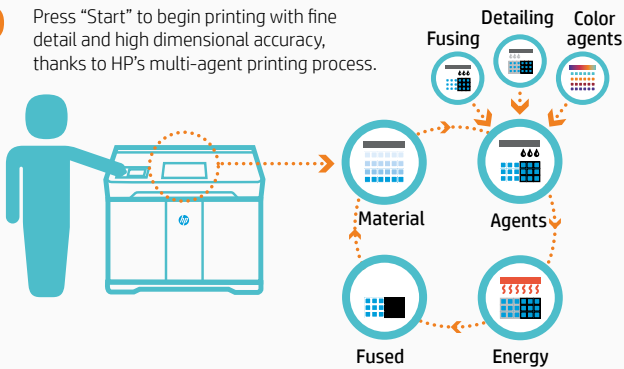 Press “Start” to begin printing with fine
detail and high dimensional accuracy,
thanks to HP’s multi-agent printing process.
Detailing
Color
agents
Fusing
hp
Material
Agents
Fused
Energy